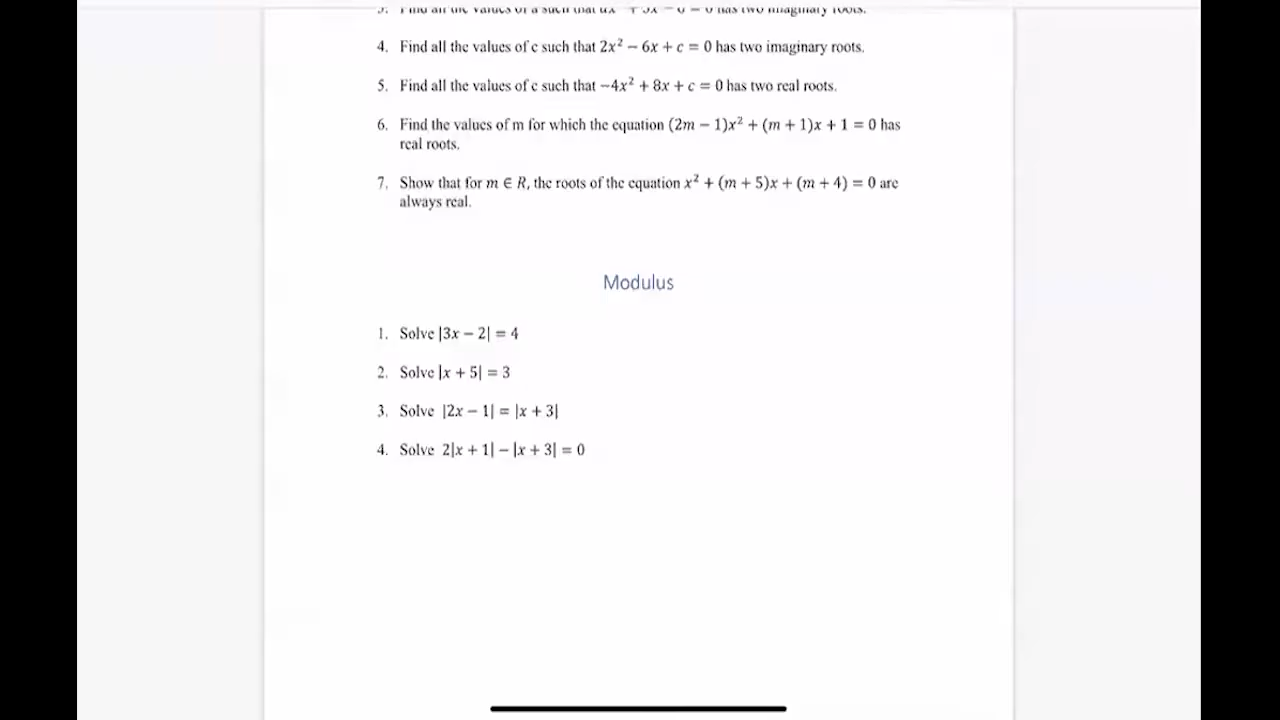 4. Find all the values of c such that 2x² − 6x + c = 0 has two imaginary roots.
5. Find all the values of c such that −4x² + 8x + c = 0 has two real roots.
6. Find the values of m for which the equation (2m − 1)x² + (m + 1)x + 1 = 0 has
real roots.
7. Show that for m ∈ R, the roots of the equation x² + (m + 5)x + (m + 4) = 0 are
always real.
Modulus
1. Solve |3x − 2| = 4
2. Solve |x + 5| = 3
3. Solve |2x − 1| = |x + 3|
4. Solve 2|x + 1| − |x + 3| = 0